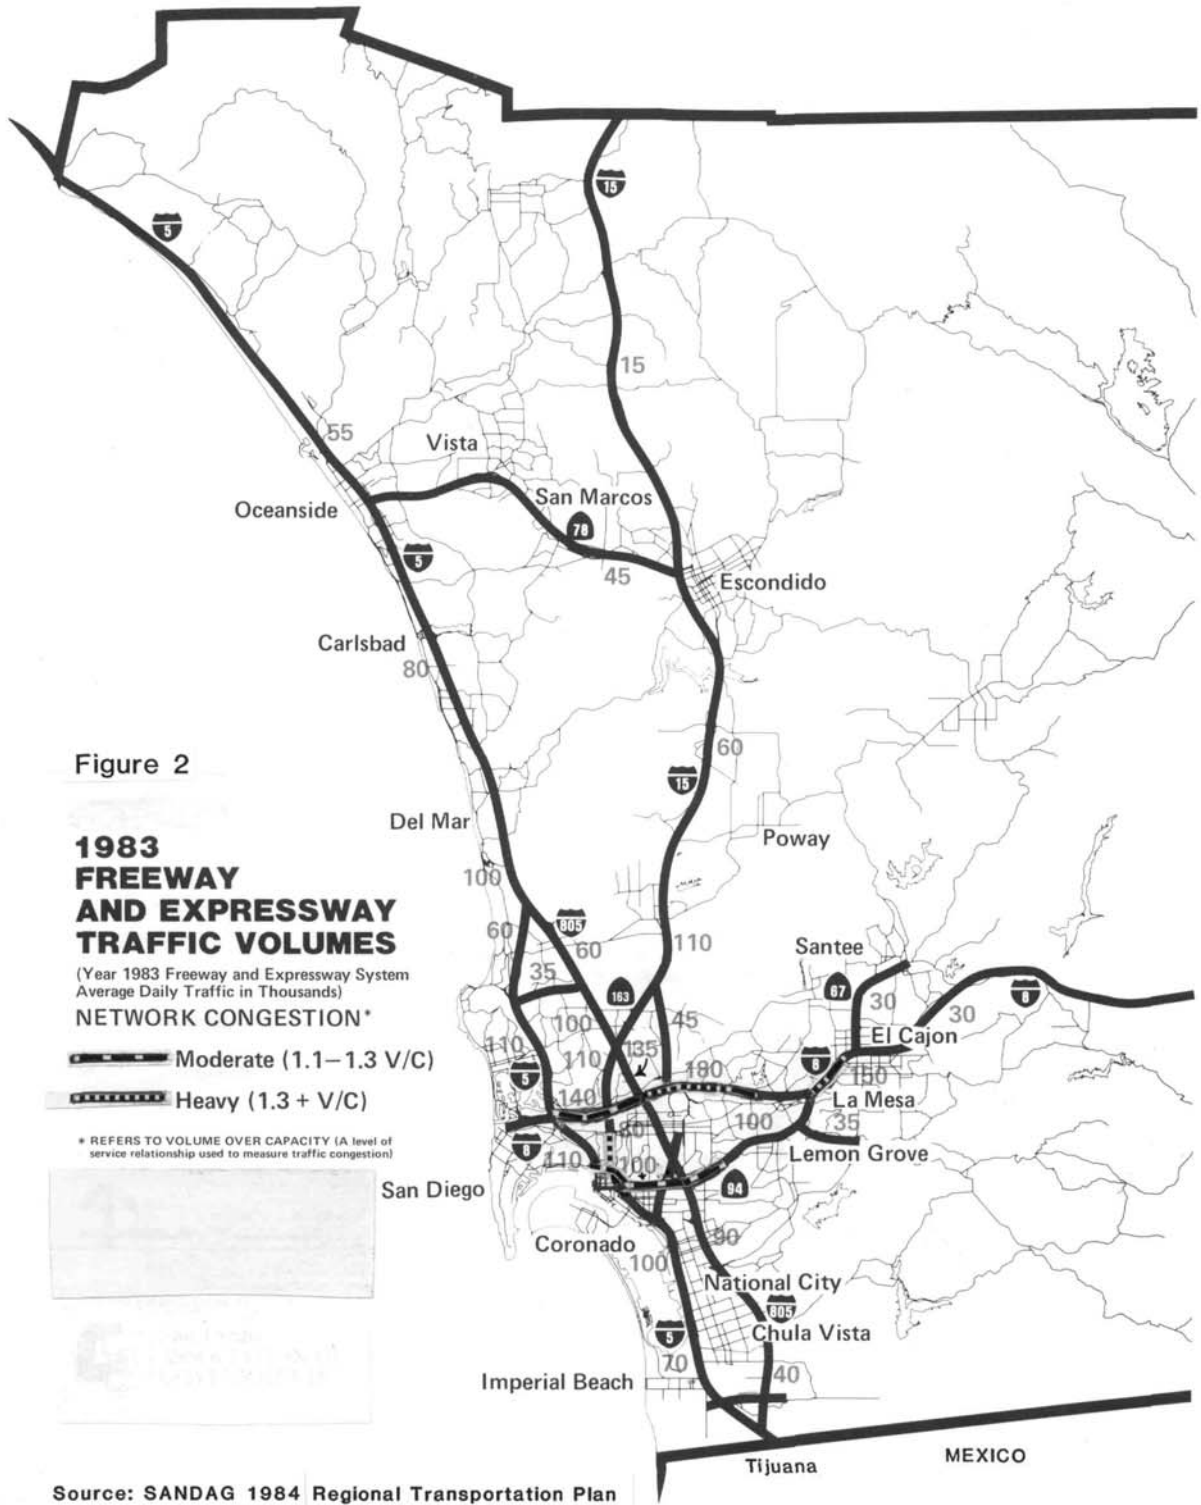 15
5
15
55
Vista
San Marcos
Oceanside
78
5
45
Escondido
Carlsbad
80
60
Figure 2
15
Del Mar
Poway
1983
FREEWAY
AND EXPRESSWAY
TRAFFIC VOLUMES
(Year 1983 Freeway and Expressway System
Average Daily Traffic in Thousands)
NETWORK CONGESTION*
Moderate (1.1–1.3 V/C)
Heavy (1.3 + V/C)
* REFERS TO VOLUME OVER CAPACITY (A level of
service relationship used to measure traffic congestion)
100
60
805
60
110
Santee
35
163
67
30
30
8
100
45
El Cajon
110
110
135
5
180
8
150
140
La Mesa
80
100
35
8
Lemon Grove
110
100
94
San Diego
Coronado
90
100
National City
805
5
Chula Vista
70
40
Imperial Beach
Tijuana
MEXICO
Source: SANDAG 1984 Regional Transportation Plan